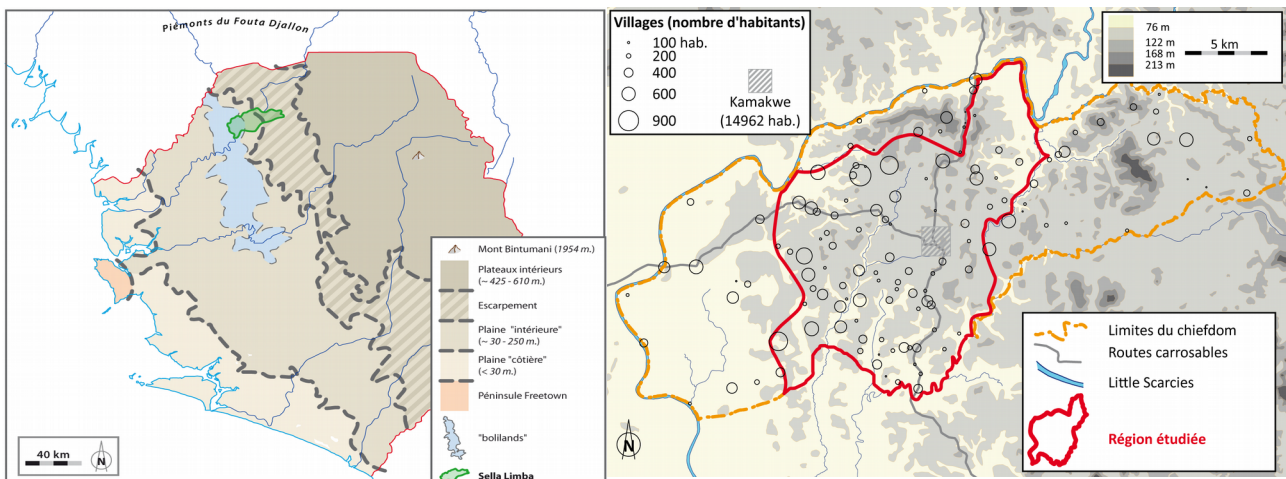 Piémonts du Fouta Djallon
Mont Bintumani (1954 m.)
Plateaux intérieurs
(~ 425 - 610 m.)
Escarpement
Plaine "intérieure"
(~ 30 - 250 m.)
Plaine "côtière"
(< 30 m.)
Péninsule Freetown
"bolilands"
Sella Limba
40 km
N
Villages (nombre d'habitants)
100 hab.
200
400
600
900
Kamakwe
(14962 hab.)
76 m
122 m
168 m
213 m
5 km
Limites du chiefdom
Routes carrosables
Little Scarcies
Région étudiée
N